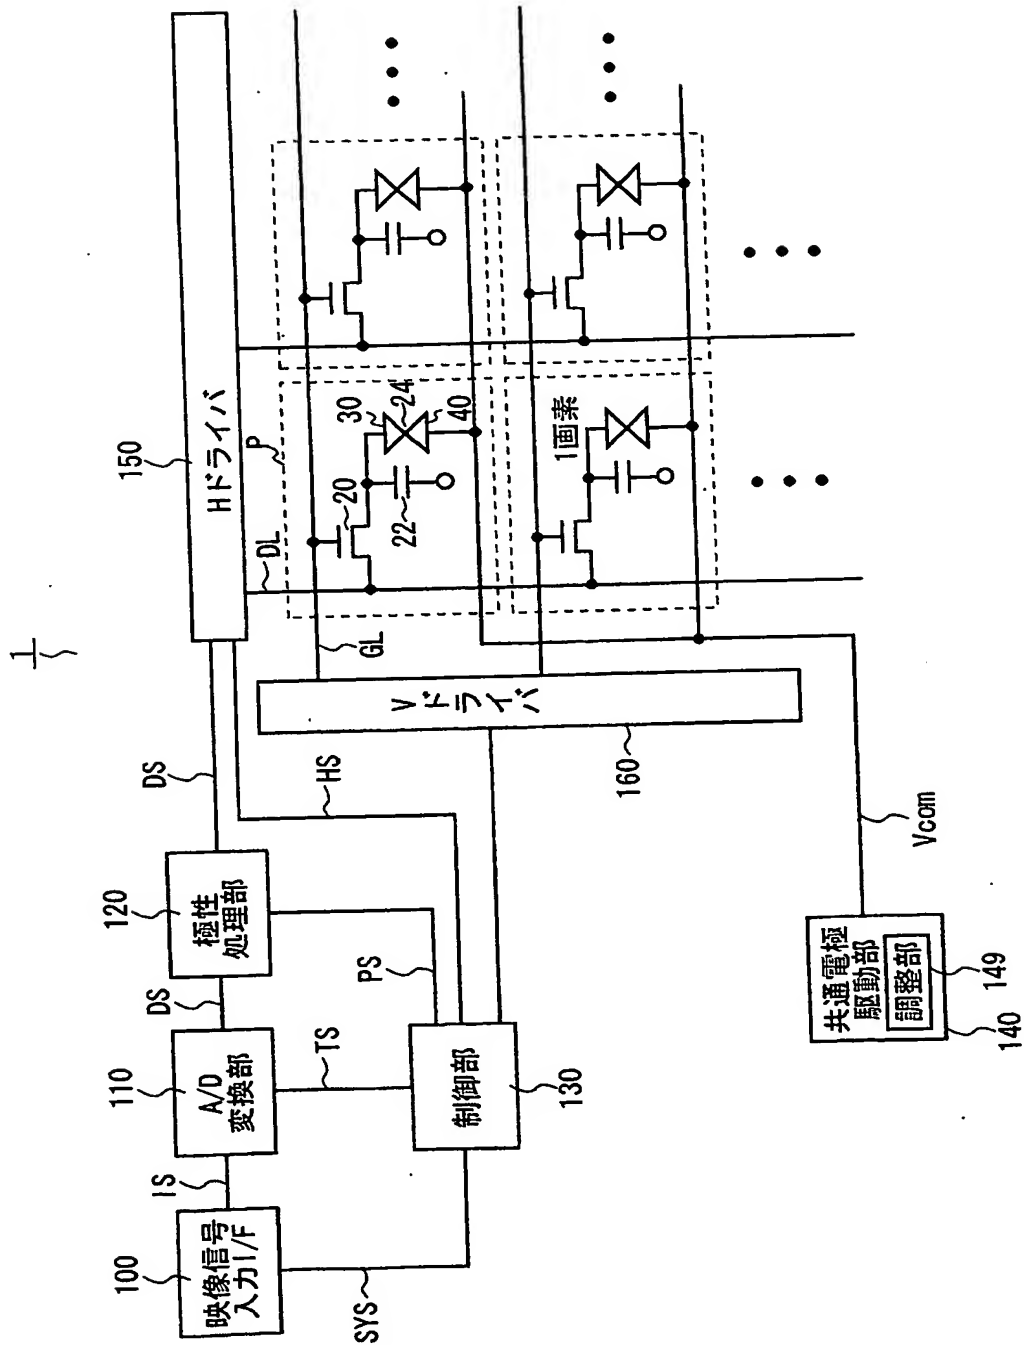 1
100
映像信号
入力I/F
IS
110
A/D
変換部
DS
120
極性
処理部
DS
150
Hドライバ
SYS
TS
PS
HS
130
制御部
Vドライバ
160
GL
DL
P
20
22
30
24
40
1画素
Vcom
共通電極
駆動部
調整部
149
140